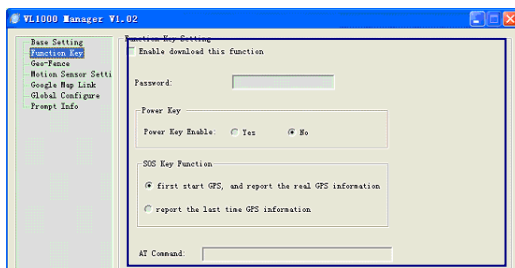 VL1000 Manager V1.02
Base Setting
Function Key
Geo-Fence
Motion Sensor Setti
Google Map Link
Global Configure
Prompt Info
Function Key Setting
Enable download this function
Password:
Power Key
Power Key Enable: Yes No
SOS Key Function
first start GPS, and report the real GPS information
report the last time GPS information
AT Command: